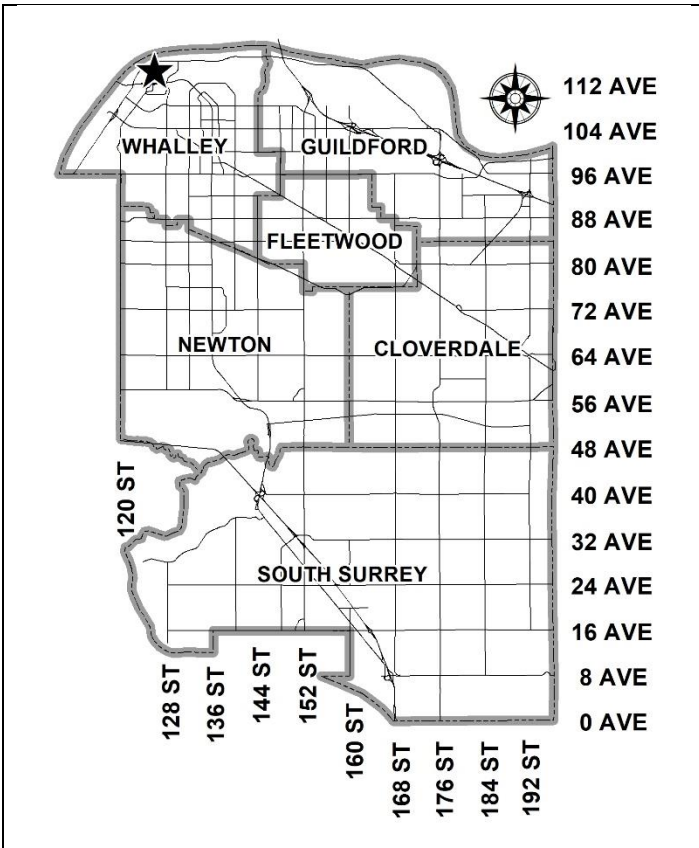 112 AVE
104 AVE
WHALLEY
GUILDFORD
96 AVE
88 AVE
FLEETWOOD
80 AVE
72 AVE
NEWTON
CLOVERDALE
64 AVE
56 AVE
48 AVE
120 ST
40 AVE
32 AVE
SOUTH SURREY
24 AVE
16 AVE
128 ST
136 ST
144 ST
152 ST
160 ST
8 AVE
0 AVE
168 ST
176 ST
184 ST
192 ST